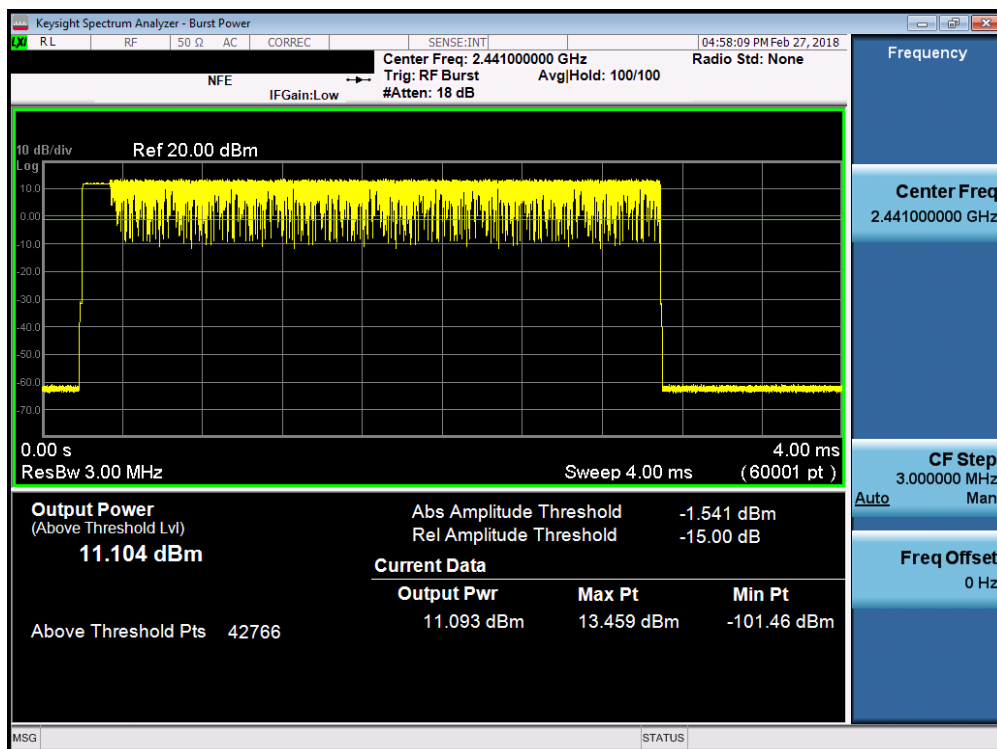 Keysight Spectrum Analyzer - Burst Power
LXI RL RF 50 Ω AC CORREC SENSE:INT 04:58:09 PM Feb 27, 2018
Center Freq: 2.441000000 GHz Radio Std: None
NFE Trig: RF Burst Avg|Hold: 100/100
IFGain:Low #Atten: 18 dB
10 dB/div Ref 20.00 dBm
Log
10.0
0.00
-10.0
-20.0
-30.0
-40.0
-50.0
-60.0
-70.0
0.00 s 4.00 ms
ResBw 3.00 MHz Sweep 4.00 ms (60001 pt)
Output Power
(Above Threshold Lvl)
11.104 dBm
Above Threshold Pts 42766
Abs Amplitude Threshold -1.541 dBm
Rel Amplitude Threshold -15.00 dB
Current Data
Output Pwr Max Pt Min Pt
11.093 dBm 13.459 dBm -101.46 dBm
Frequency
Center Freq
2.441000000 GHz
CF Step
3.000000 MHz
Auto Man
Freq Offset
0 Hz
MSG STATUS